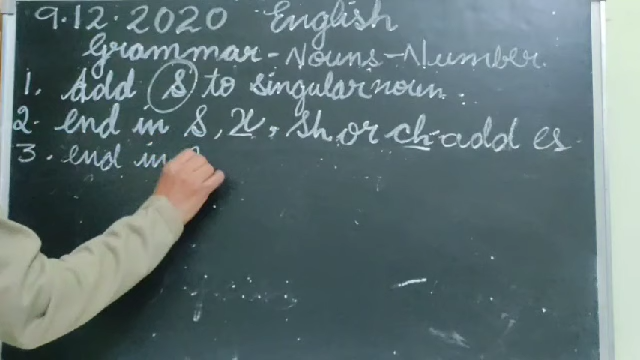 9.12.2020 English
Grammar-Nouns-Number.
1. Add S to singular noun.
2. end in S, x, sh, or ch-add es
3. end in